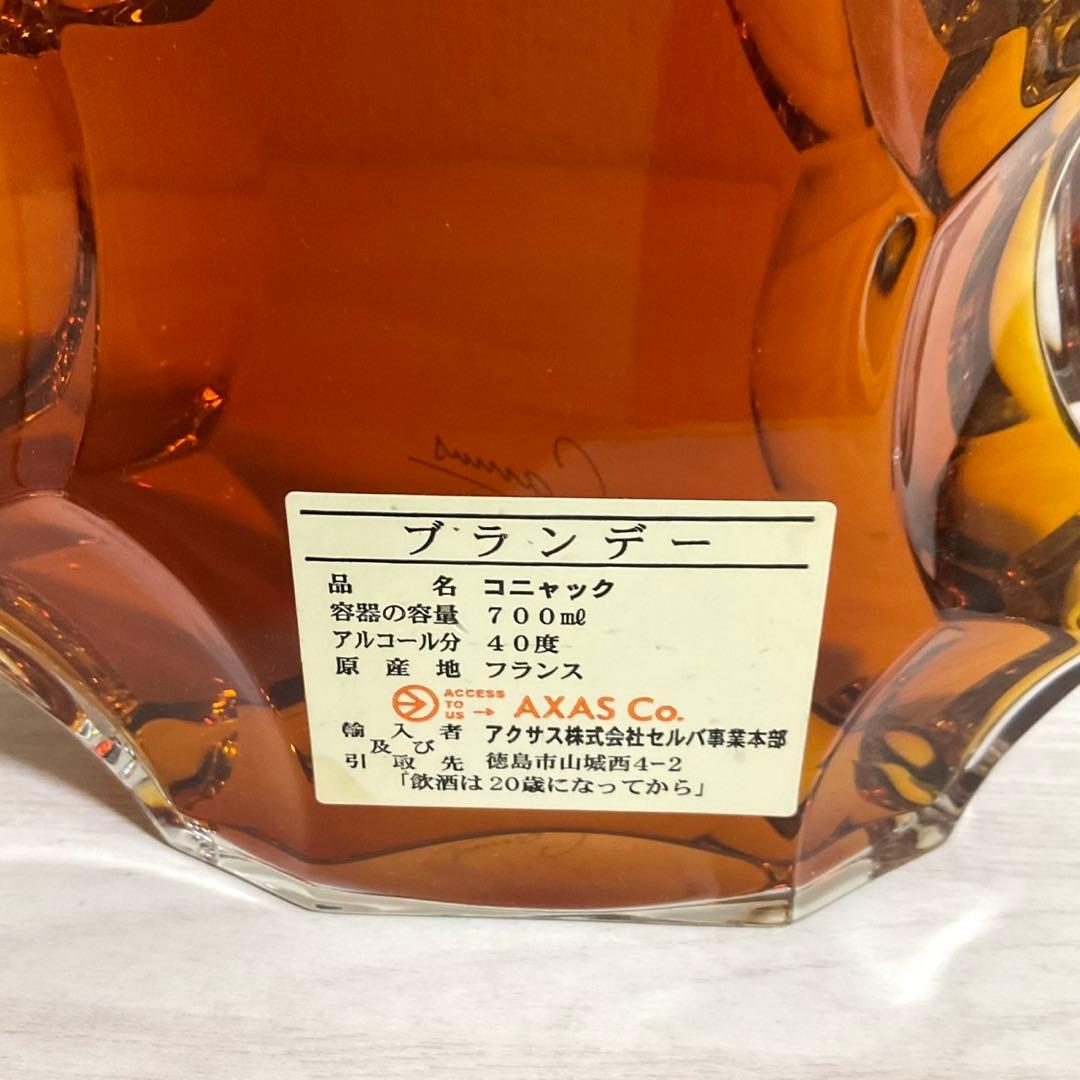 Camus
ブランデー
品名 コニャック
容器の容量 700㎖
アルコール分 40度
原産地 フランス
ACCESS TO US → AXAS Co.
輸入者 アクサス株式会社セルバ事業本部
及び
引取先 徳島市山城西4-2
「飲酒は20歳になってから」